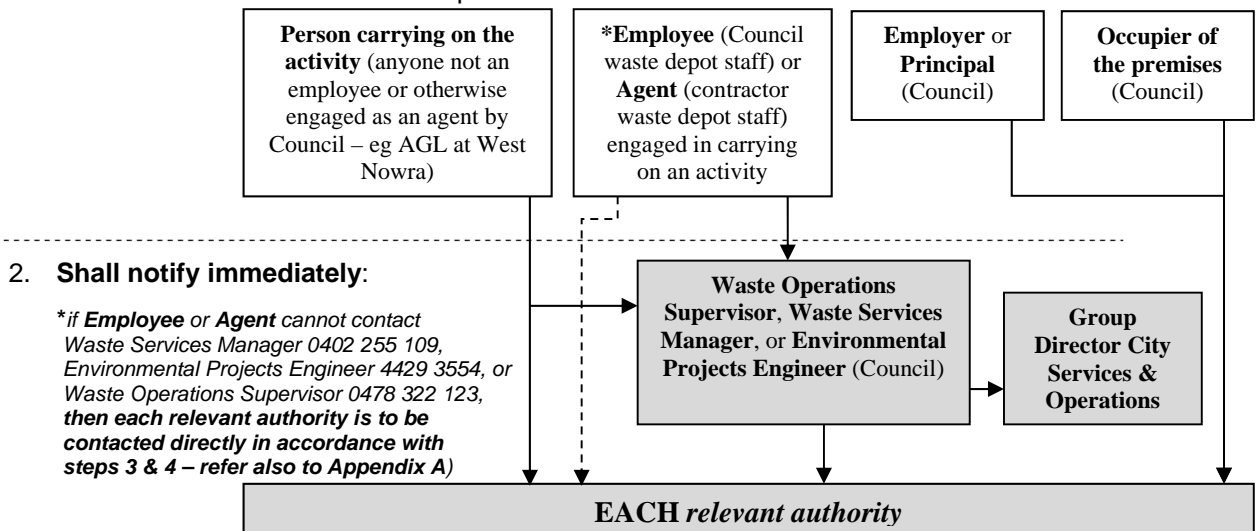 Person carrying on the
activity (anyone not an
employee or otherwise
engaged as an agent by
Council – eg AGL at West
Nowra)
*Employee (Council
waste depot staff) or
Agent (contractor
waste depot staff)
engaged in carrying
on an activity
Employer or
Principal
(Council)
Occupier of
the premises
(Council)
2. Shall notify immediately:
*if Employee or Agent cannot contact
Waste Services Manager 0402 255 109,
Environmental Projects Engineer 4429 3554, or
Waste Operations Supervisor 0478 322 123,
then each relevant authority is to be
contacted directly in accordance with
steps 3 & 4 – refer also to Appendix A)
Waste Operations
Supervisor, Waste Services
Manager, or Environmental
Projects Engineer (Council)
Group
Director City
Services &
Operations
EACH relevant authority